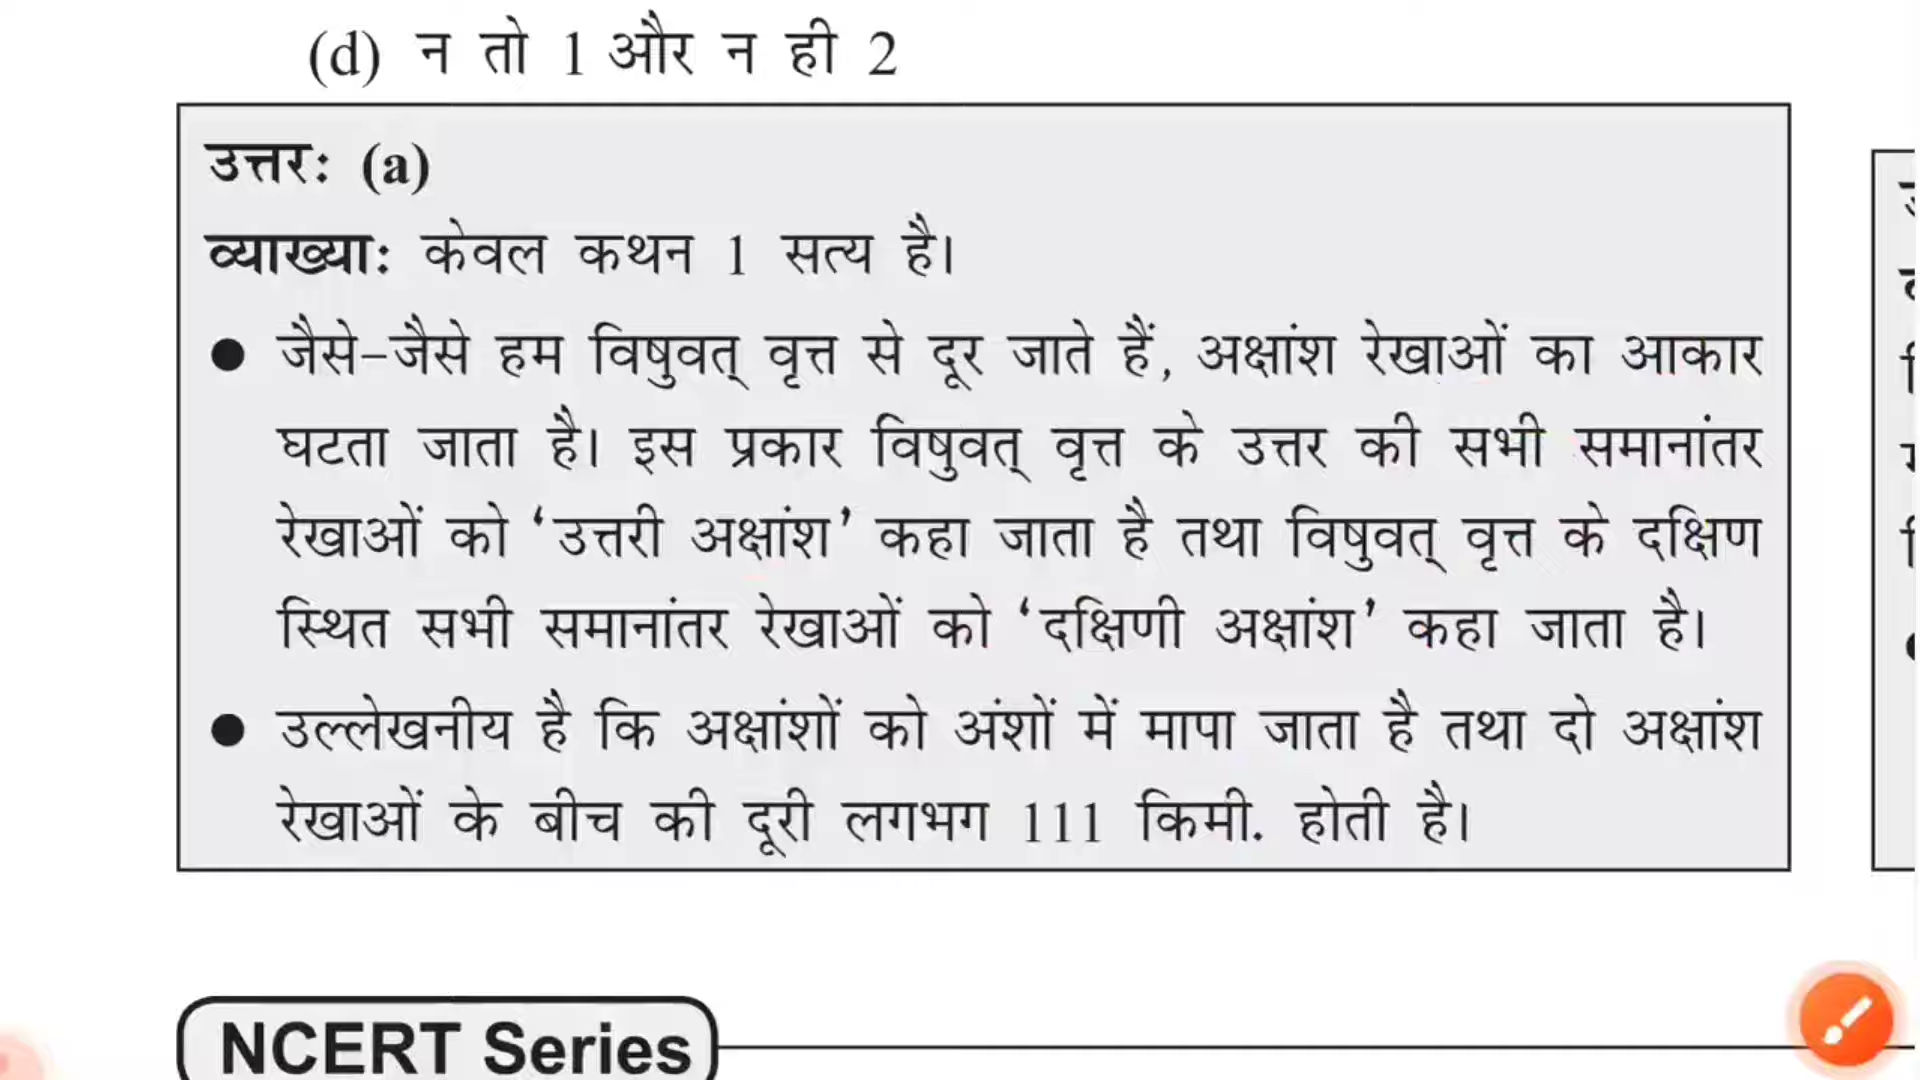 (d) न तो 1 और न ही 2
उत्तरः (a)
व्याख्याः केवल कथन 1 सत्य है।
● जैसे-जैसे हम विषुवत् वृत्त से दूर जाते हैं, अक्षांश रेखाओं का आकार
घटता जाता है। इस प्रकार विषुवत् वृत्त के उत्तर की सभी समानांतर
रेखाओं को ‘उत्तरी अक्षांश’ कहा जाता है तथा विषुवत् वृत्त के दक्षिण
स्थित सभी समानांतर रेखाओं को ‘दक्षिणी अक्षांश’ कहा जाता है।
● उल्लेखनीय है कि अक्षांशों को अंशों में मापा जाता है तथा दो अक्षांश
रेखाओं के बीच की दूरी लगभग 111 किमी. होती है।
NCERT Series